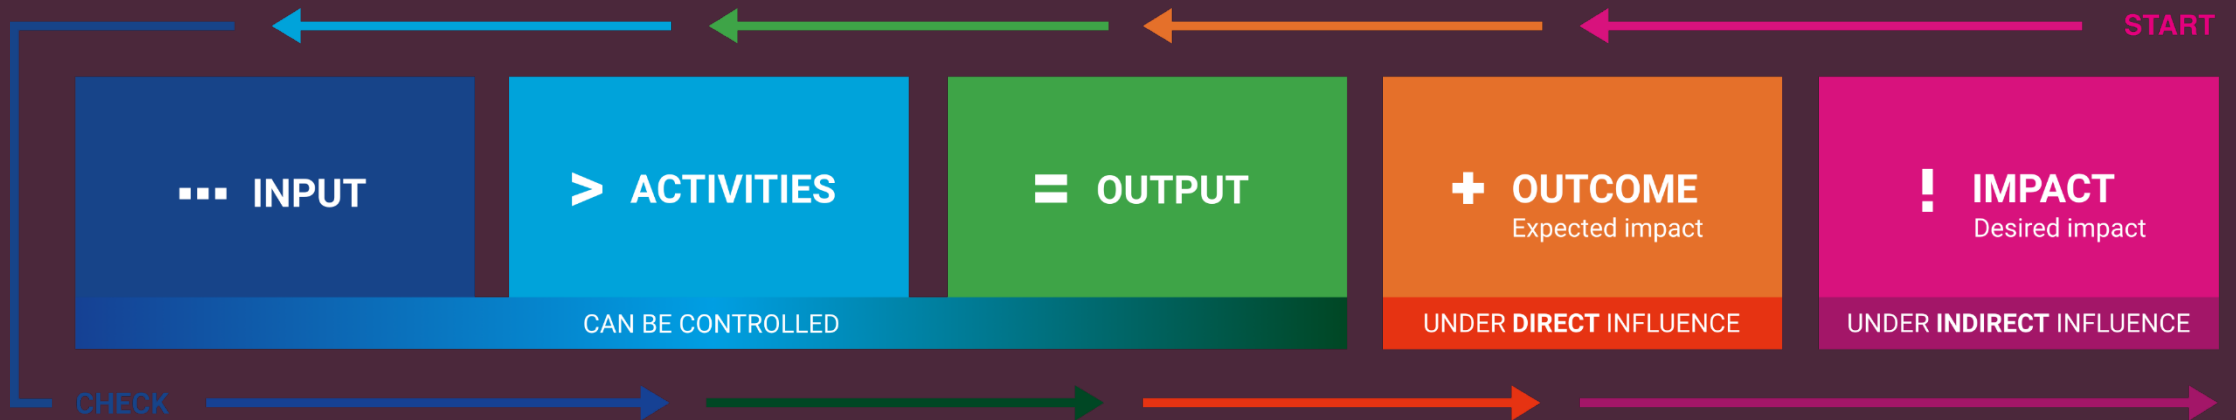 START
INPUT
> ACTIVITIES
= OUTPUT
+ OUTCOME
Expected impact
! IMPACT
Desired impact
CAN BE CONTROLLED
UNDER DIRECT INFLUENCE
UNDER INDIRECT INFLUENCE
CHECK